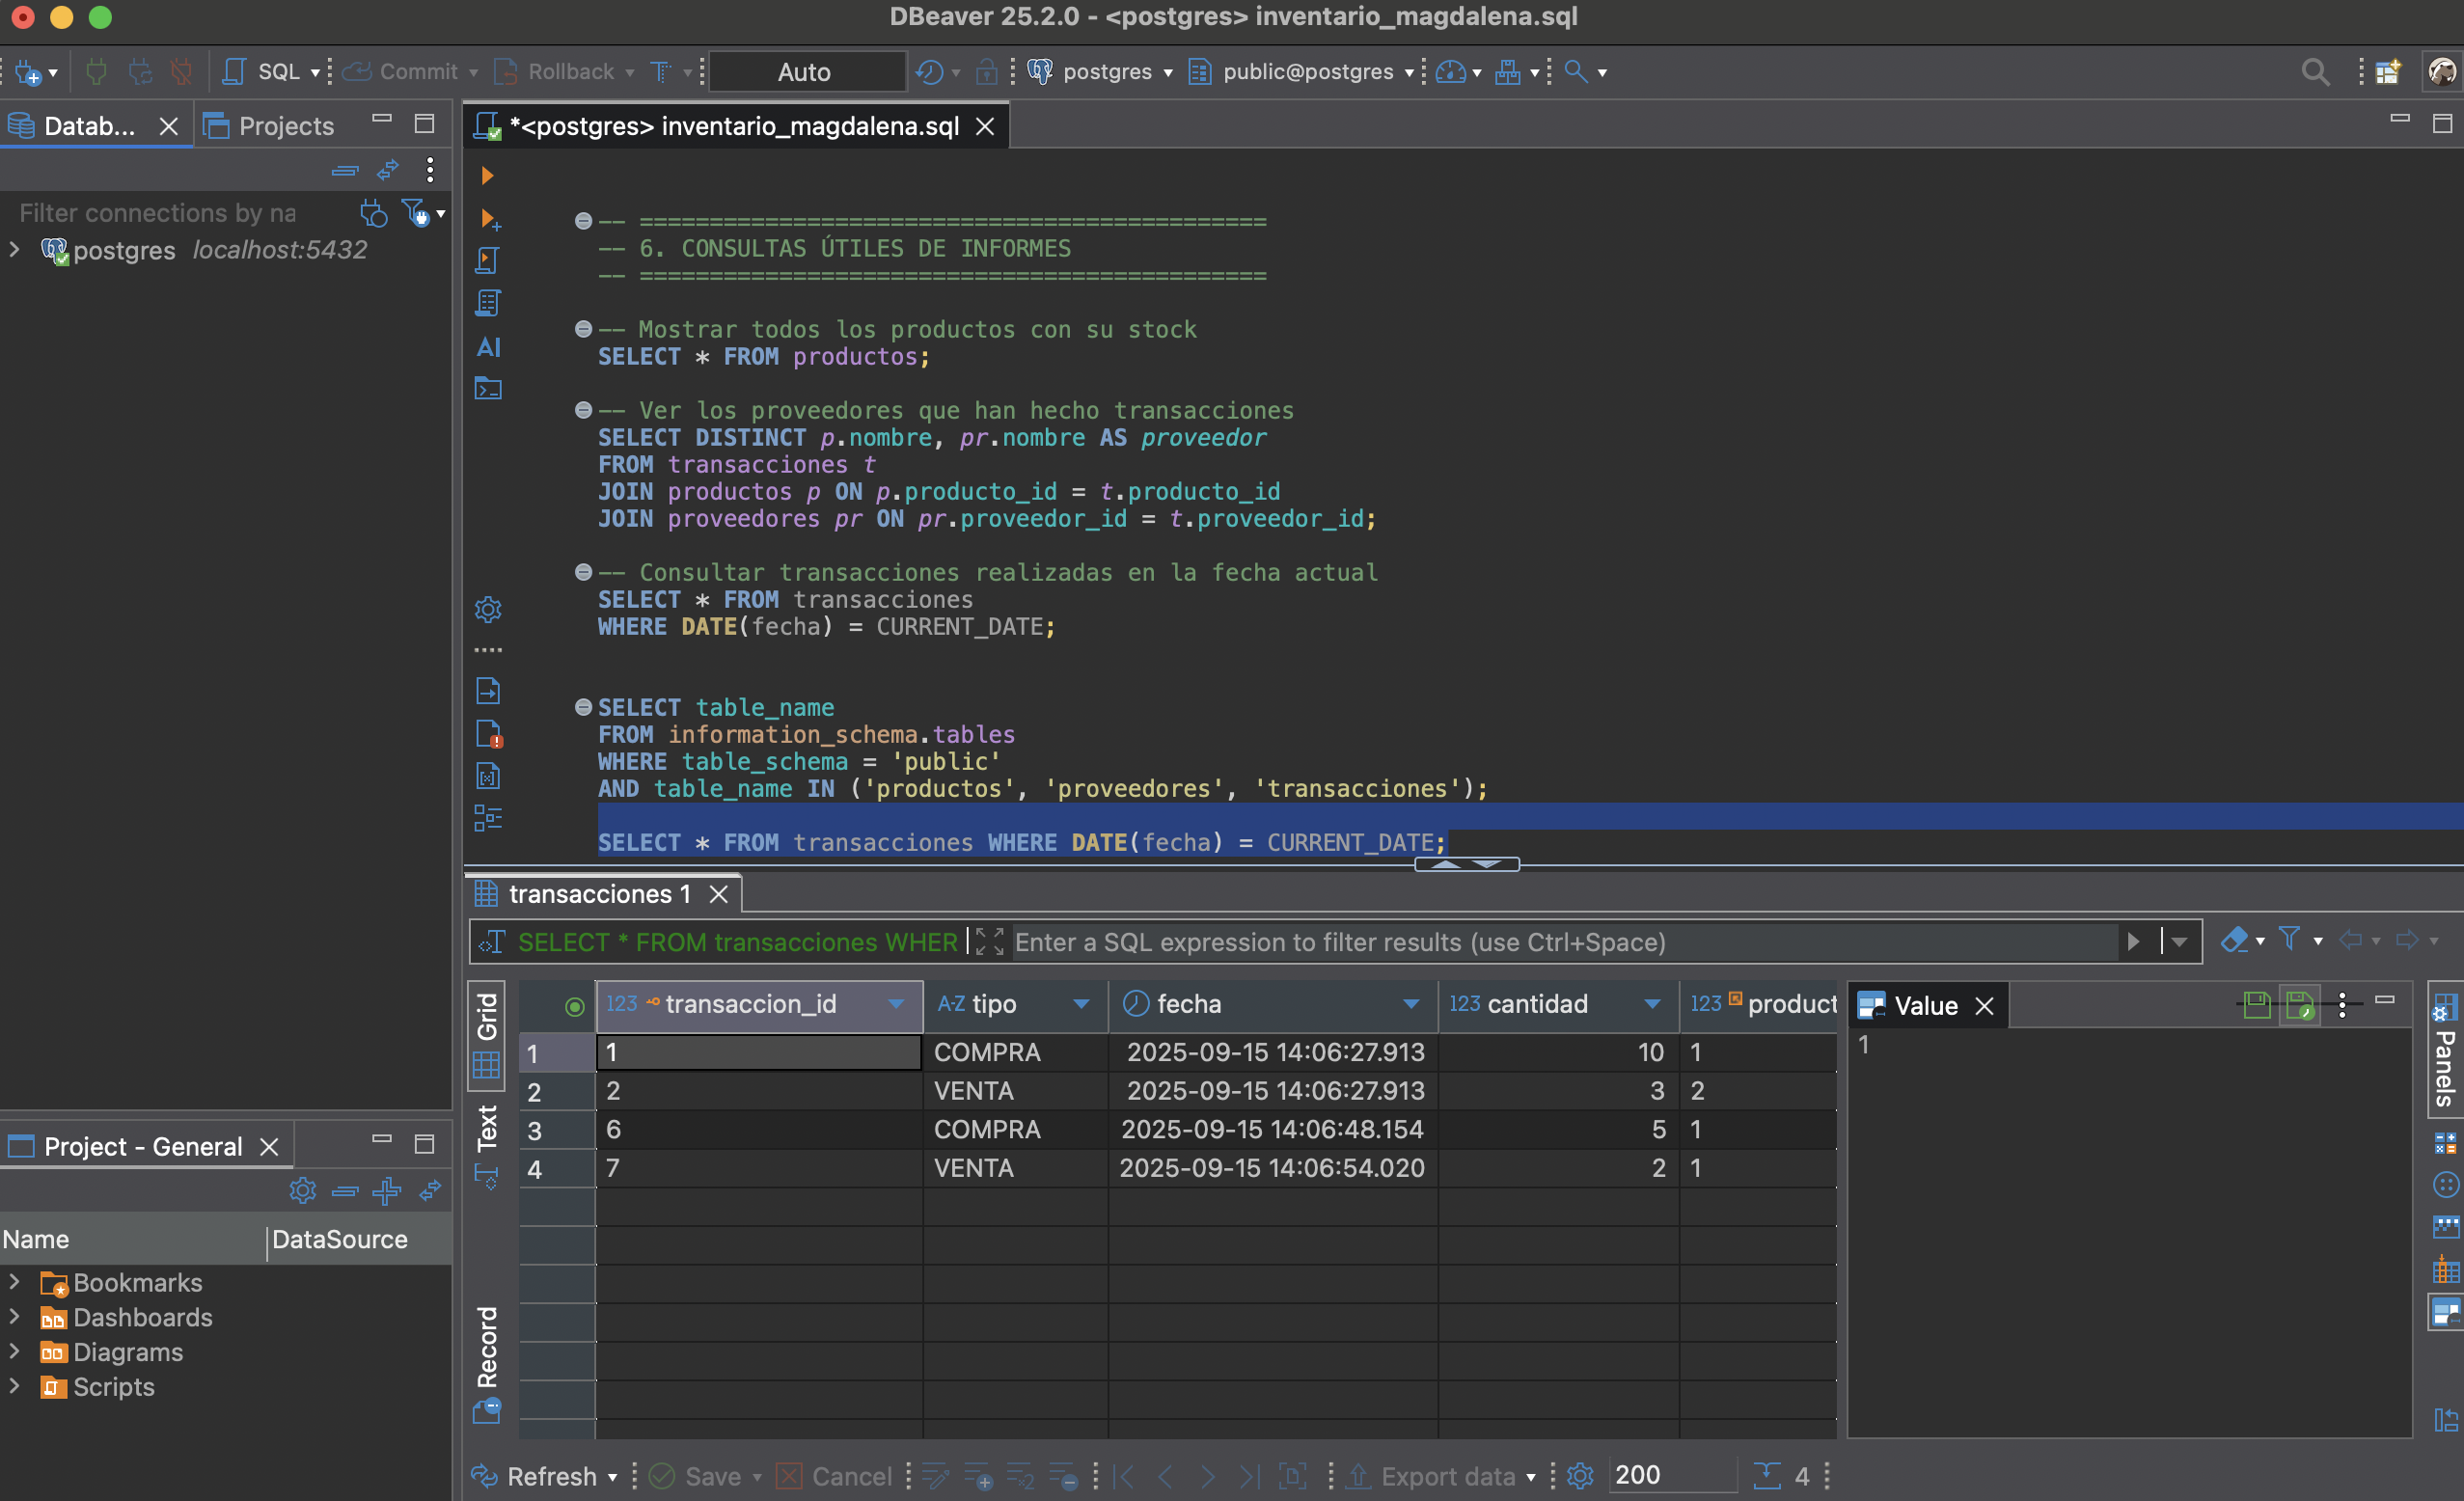 DBeaver 25.2.0 - <postgres> inventario_magdalena.sql
SQL Commit Rollback Auto postgres public@postgres
Datab... Projects
Filter connections by na
postgres localhost:5432
*<postgres> inventario_magdalena.sql
-- =============================================
-- 6. CONSULTAS ÚTILES DE INFORMES
-- =============================================
-- Mostrar todos los productos con su stock
SELECT * FROM productos;
-- Ver los proveedores que han hecho transacciones
SELECT DISTINCT p.nombre, pr.nombre AS proveedor
FROM transacciones t
JOIN productos p ON p.producto_id = t.producto_id
JOIN proveedores pr ON pr.proveedor_id = t.proveedor_id;
-- Consultar transacciones realizadas en la fecha actual
SELECT * FROM transacciones
WHERE DATE(fecha) = CURRENT_DATE;
SELECT table_name
FROM information_schema.tables
WHERE table_schema = 'public'
AND table_name IN ('productos', 'proveedores', 'transacciones');
SELECT * FROM transacciones WHERE DATE(fecha) = CURRENT_DATE;
AI
transacciones 1
SELECT * FROM transacciones WHER Enter a SQL expression to filter results (use Ctrl+Space)
Grid
Text
Record
123 transaccion_id A-Z tipo fecha 123 cantidad 123 product
1 1 COMPRA 2025-09-15 14:06:27.913 10 1
2 2 VENTA 2025-09-15 14:06:27.913 3 2
3 6 COMPRA 2025-09-15 14:06:48.154 5 1
4 7 VENTA 2025-09-15 14:06:54.020 2 1
Value
1
Panels
Project - General
Name DataSource
Bookmarks
Dashboards
Diagrams
Scripts
Refresh Save Cancel Export data 200 4